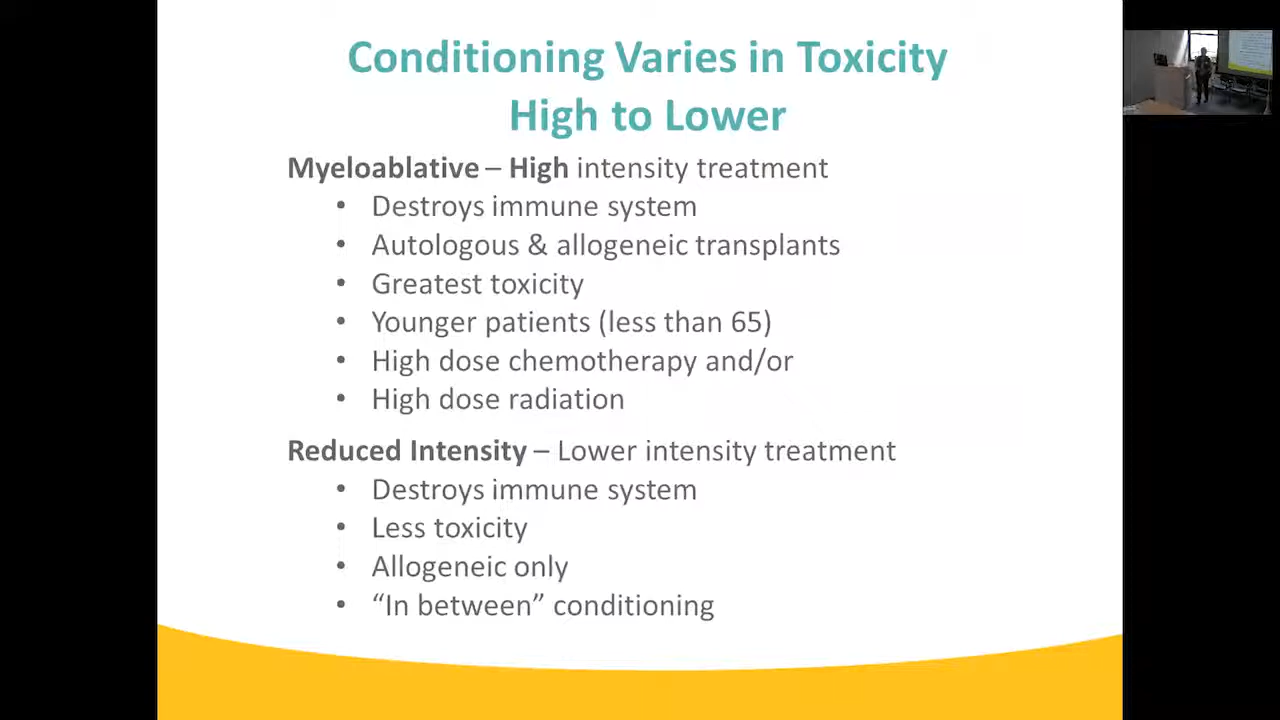 Conditioning Varies in Toxicity
High to Lower
Myeloablative – High intensity treatment
• Destroys immune system
• Autologous & allogeneic transplants
• Greatest toxicity
• Younger patients (less than 65)
• High dose chemotherapy and/or
• High dose radiation
Reduced Intensity – Lower intensity treatment
• Destroys immune system
• Less toxicity
• Allogeneic only
• “In between” conditioning